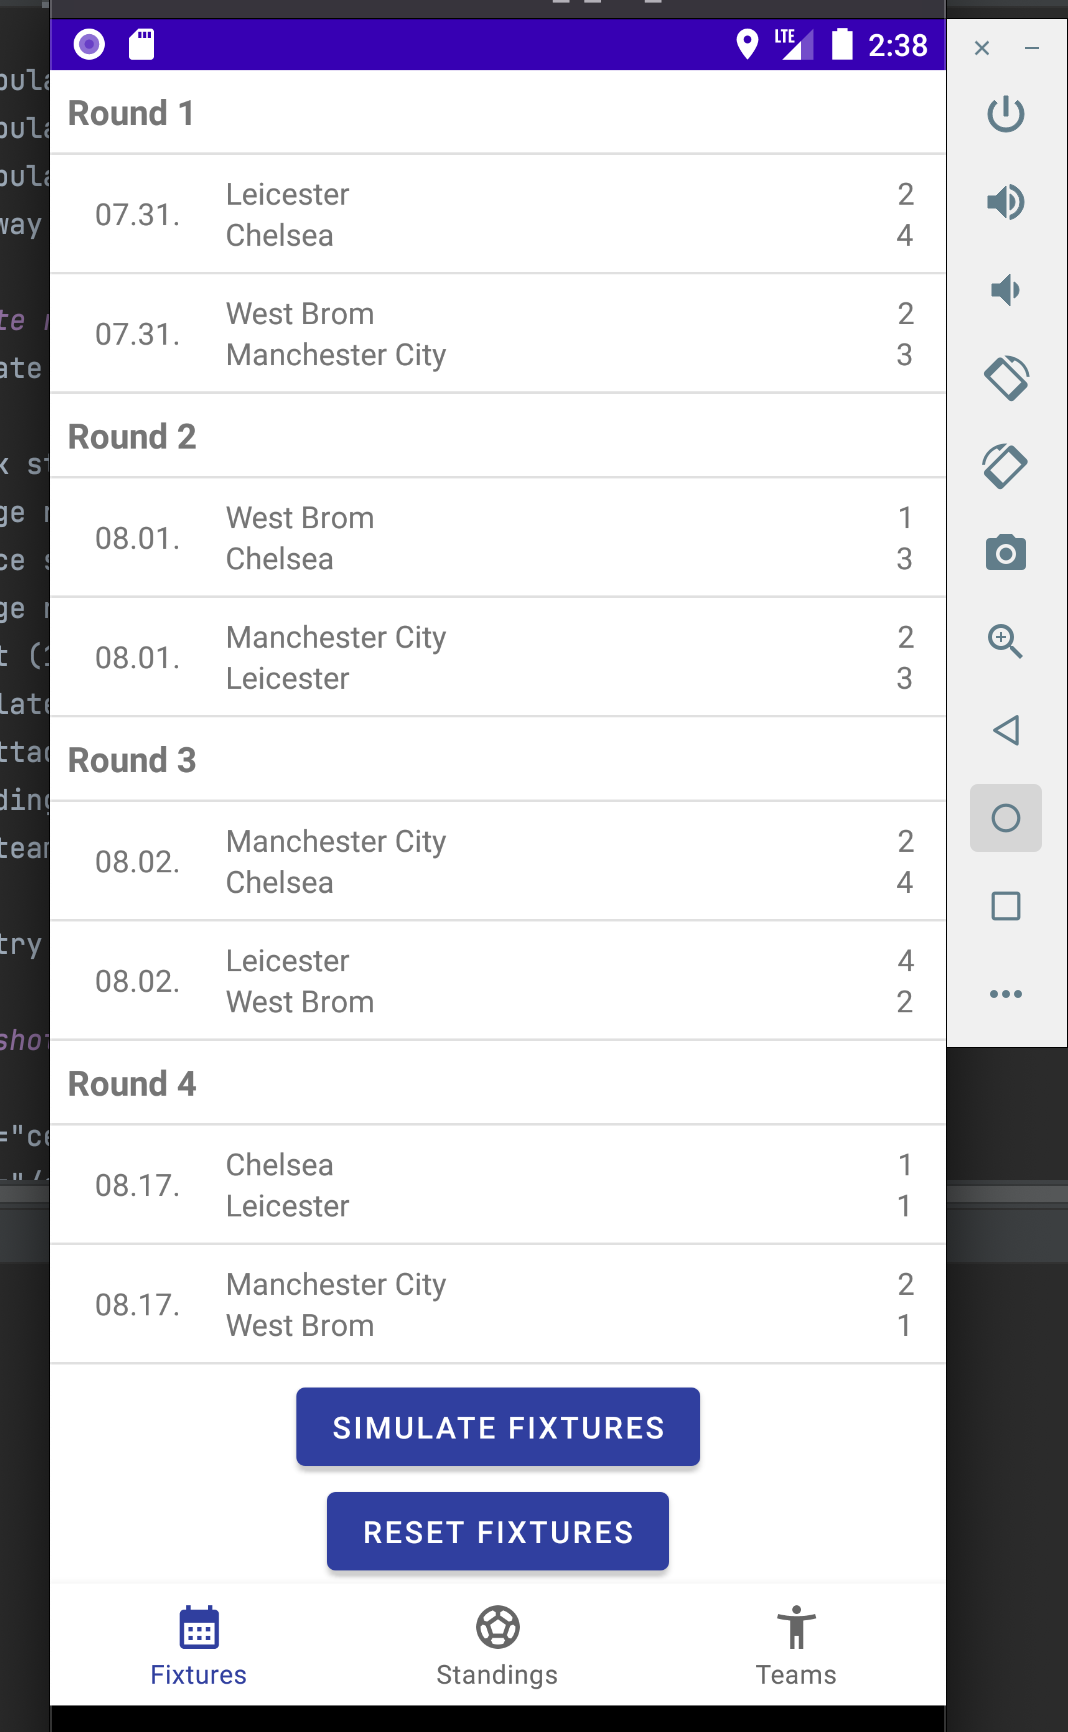 LTE 2:38
Round 1
07.31.
Leicester 2
Chelsea 4
07.31.
West Brom 2
Manchester City 3
Round 2
08.01.
West Brom 1
Chelsea 3
08.01.
Manchester City 2
Leicester 3
Round 3
08.02.
Manchester City 2
Chelsea 4
08.02.
Leicester 4
West Brom 2
Round 4
08.17.
Chelsea 1
Leicester 1
08.17.
Manchester City 2
West Brom 1
SIMULATE FIXTURES
RESET FIXTURES
Fixtures Standings Teams